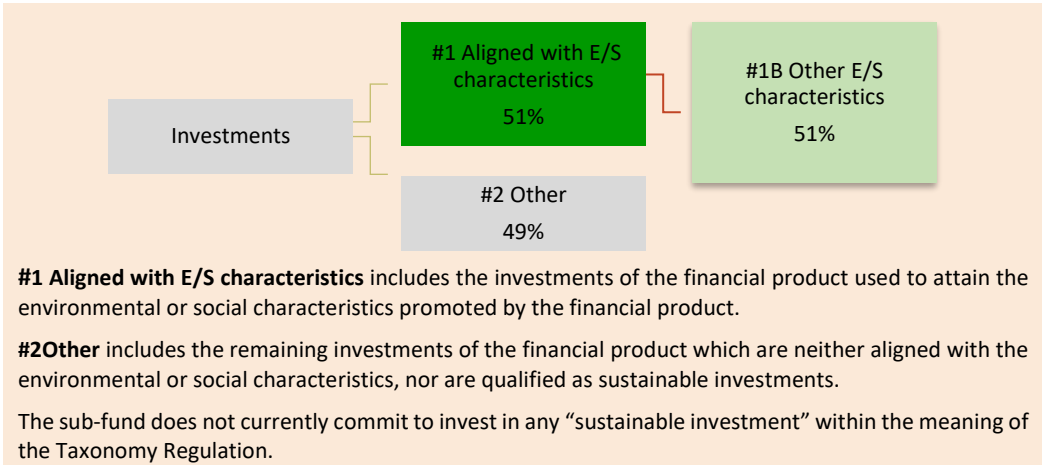 #1 Aligned with E/S
characteristics
51%
#1B Other E/S
characteristics
51%
Investments
#2 Other
49%
#1 Aligned with E/S characteristics includes the investments of the financial product used to attain the
environmental or social characteristics promoted by the financial product.
#2Other includes the remaining investments of the financial product which are neither aligned with the
environmental or social characteristics, nor are qualified as sustainable investments.
The sub-fund does not currently commit to invest in any “sustainable investment” within the meaning of
the Taxonomy Regulation.